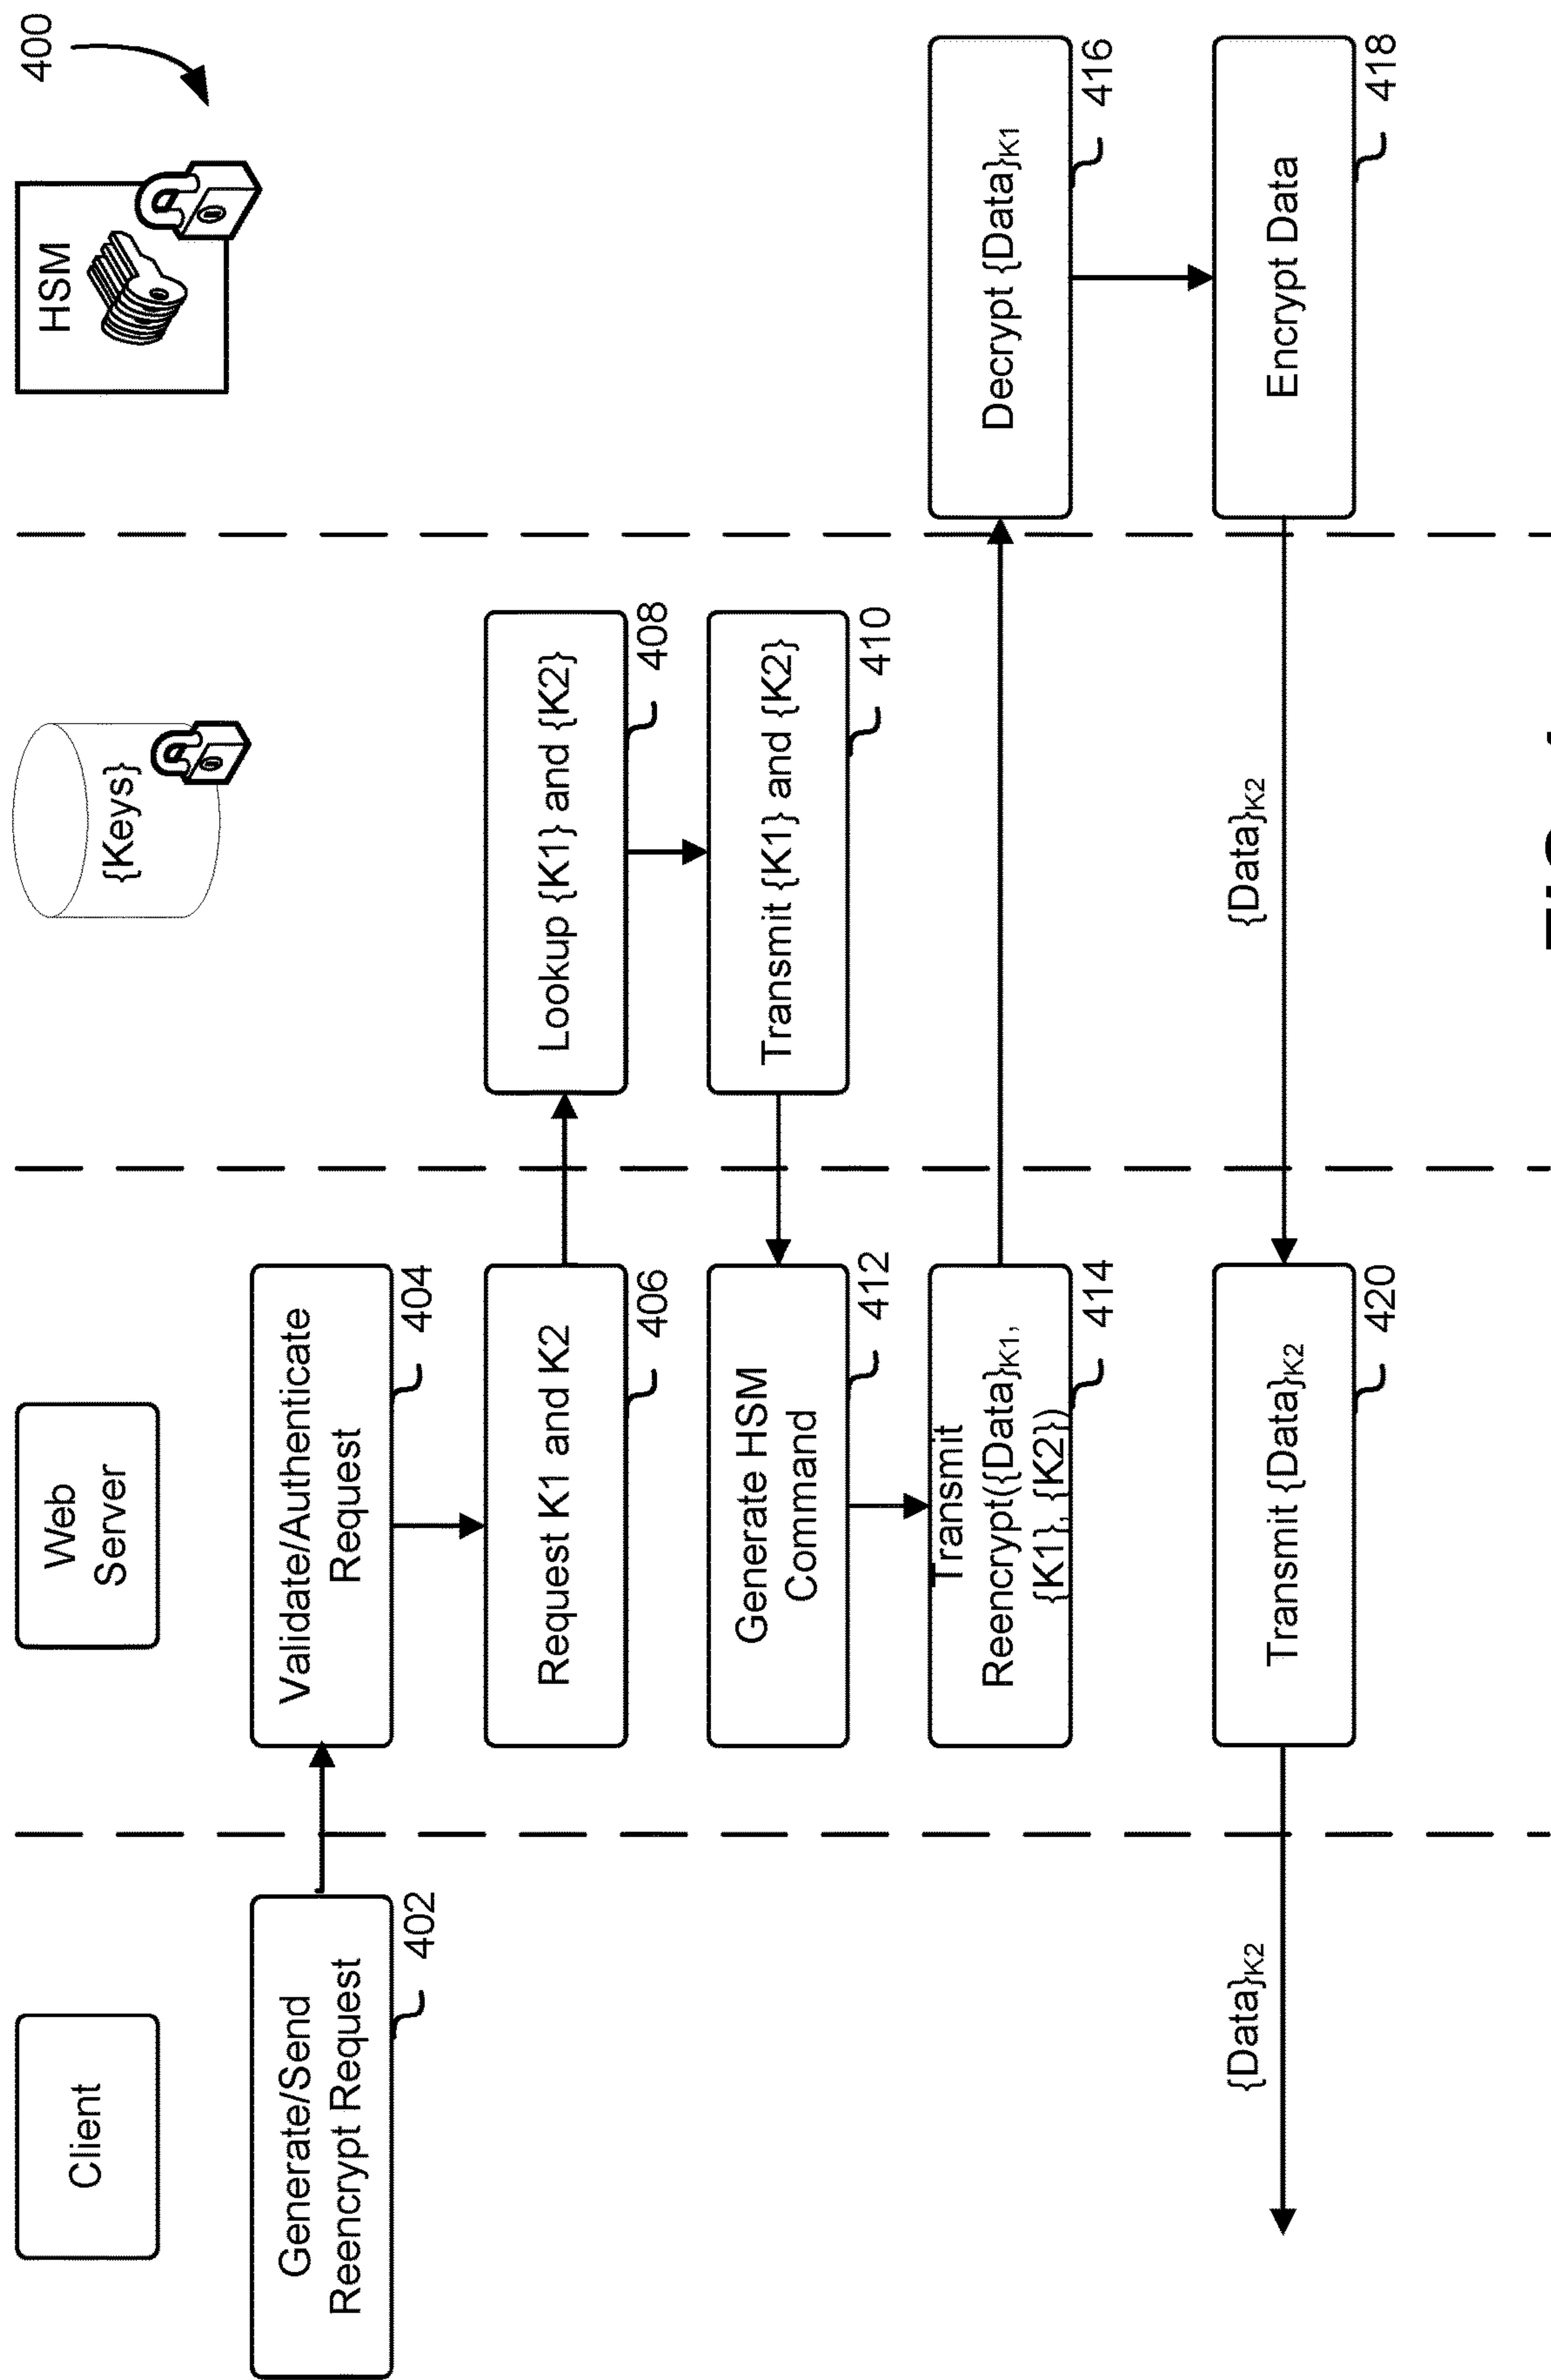 400
Client
Web
Server
{Keys}
HSM
Generate/Send
Reencrypt Request
402
Validate/Authenticate
Request
404
Request K1 and K2
406
Lookup {K1} and {K2}
408
Transmit {K1} and {K2}
410
Generate HSM
Command
412
Transmit
Reencrypt({Data}K1,
{K1}, {K2})
414
Decrypt {Data}K1
416
Encrypt Data
418
{Data}K2
Transmit {Data}K2
420
{Data}K2